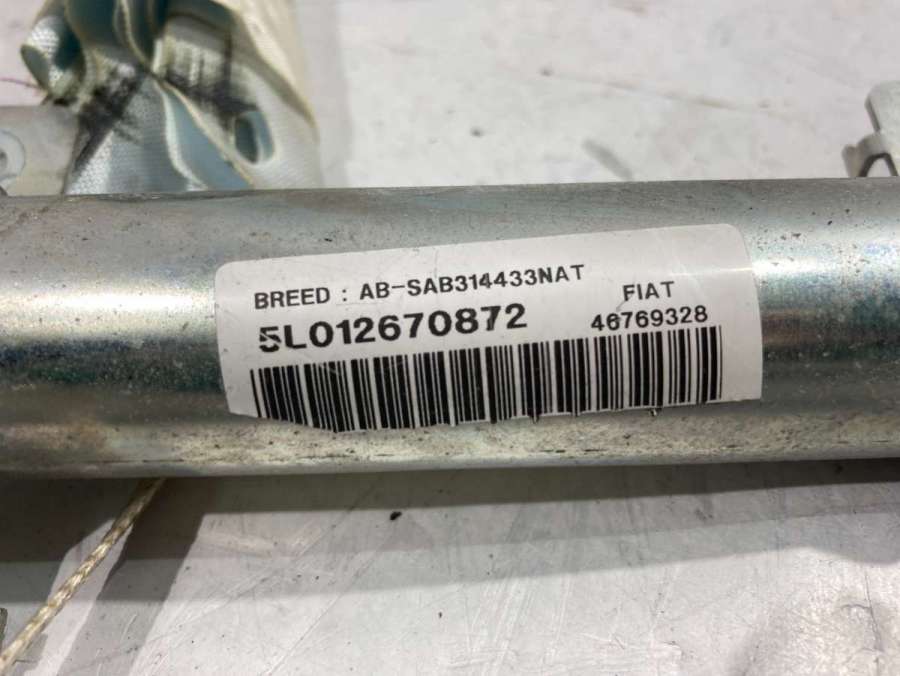 BREED : AB-SAB314433NAT
FIAT
5L012670872
46769328